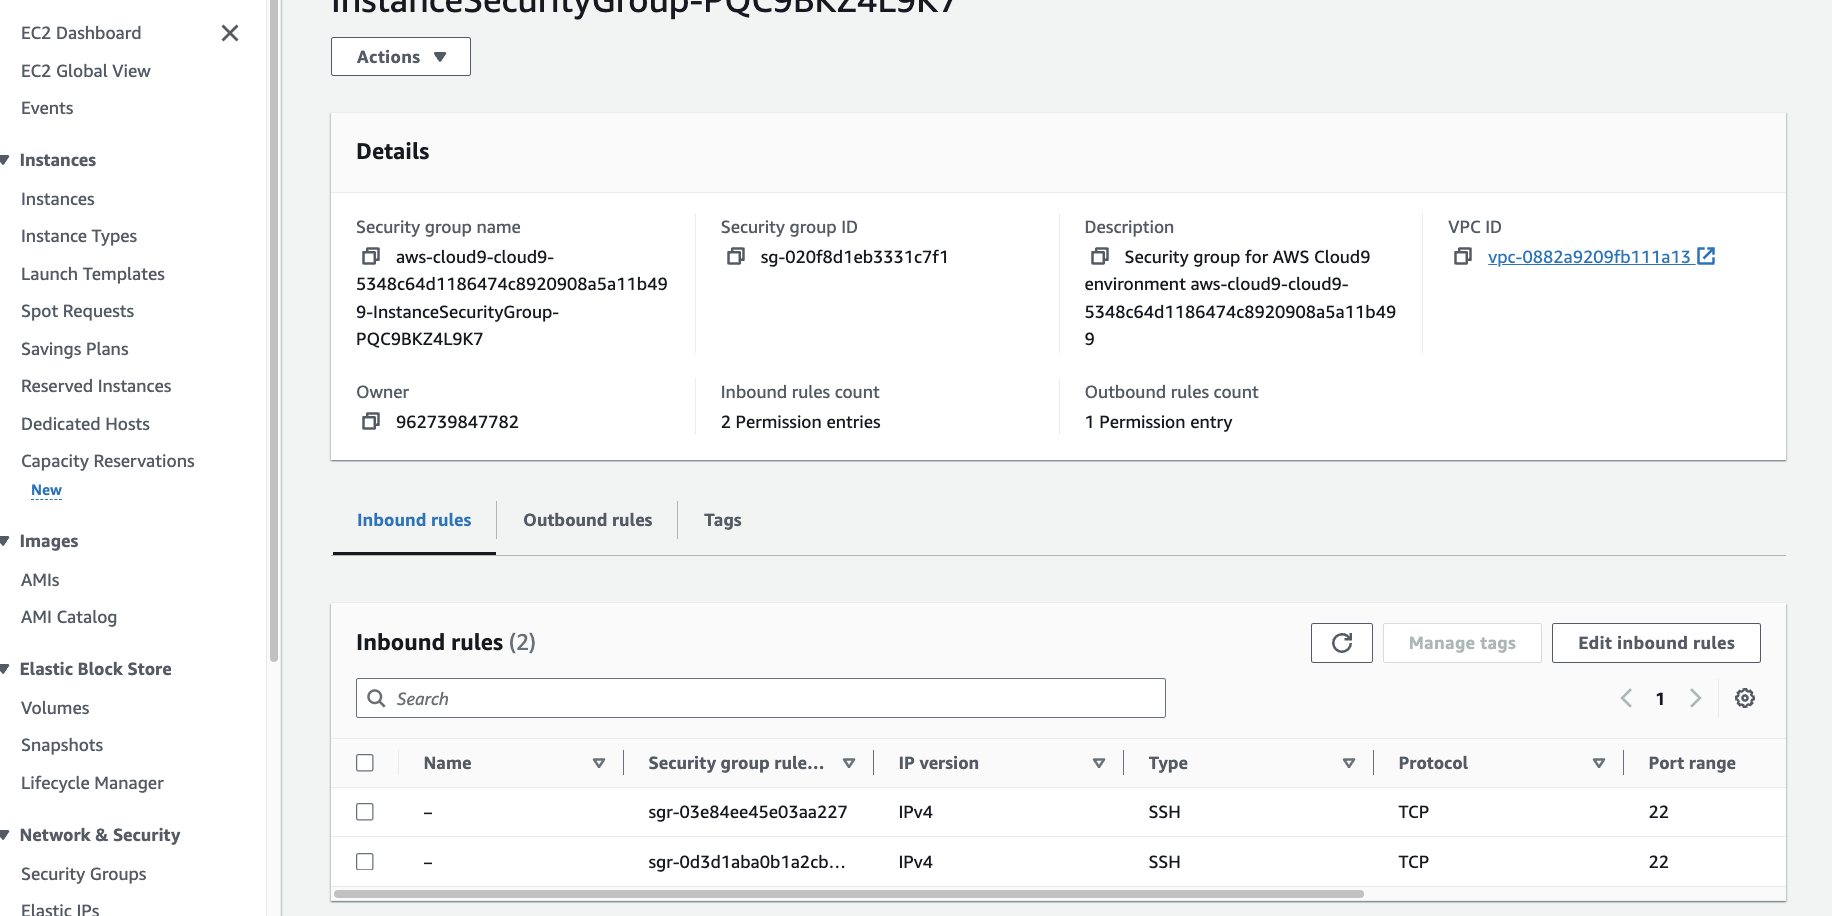 EC2 Dashboard
EC2 Global View
Events
Instances
Instances
Instance Types
Launch Templates
Spot Requests
Savings Plans
Reserved Instances
Dedicated Hosts
Capacity Reservations
New
Images
AMIs
AMI Catalog
Elastic Block Store
Volumes
Snapshots
Lifecycle Manager
Network & Security
Security Groups
Elastic IPs
InstanceSecurityGroup-PQC9BKZ4L9K7
Actions
Details
Security group name
aws-cloud9-cloud9-
5348c64d1186474c8920908a5a11b49
9-InstanceSecurityGroup-
PQC9BKZ4L9K7
Security group ID
sg-020f8d1eb3331c7f1
Description
Security group for AWS Cloud9
environment aws-cloud9-cloud9-
5348c64d1186474c8920908a5a11b49
9
VPC ID
vpc-0882a9209fb111a13
Owner
962739847782
Inbound rules count
2 Permission entries
Outbound rules count
1 Permission entry
Inbound rules Outbound rules Tags
Inbound rules (2)
Manage tags Edit inbound rules
Search
1
Name Security group rule... IP version Type Protocol Port range
– sgr-03e84ee45e03aa227 IPv4 SSH TCP 22
– sgr-0d3d1aba0b1a2cb... IPv4 SSH TCP 22